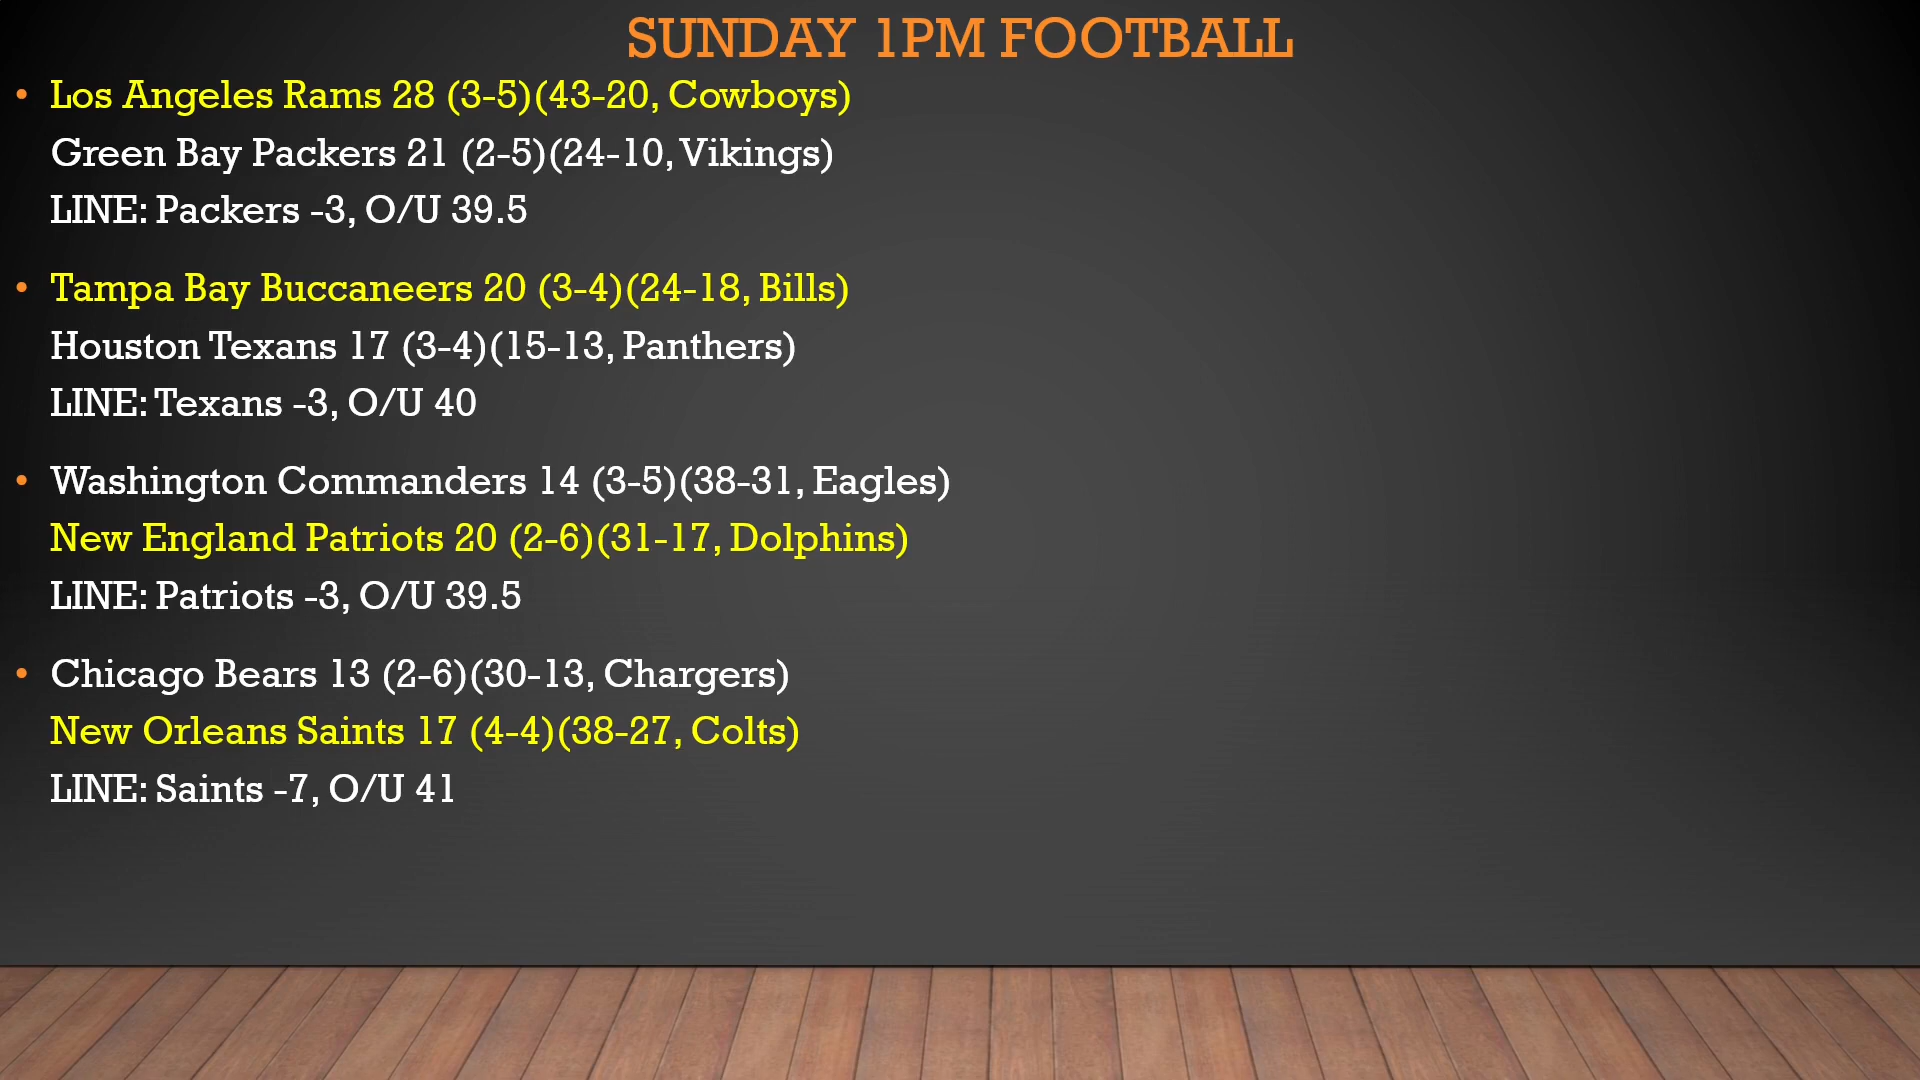 SUNDAY 1PM FOOTBALL
• Los Angeles Rams 28 (3-5)(43-20, Cowboys)
Green Bay Packers 21 (2-5)(24-10, Vikings)
LINE: Packers -3, O/U 39.5
• Tampa Bay Buccaneers 20 (3-4)(24-18, Bills)
Houston Texans 17 (3-4)(15-13, Panthers)
LINE: Texans -3, O/U 40
• Washington Commanders 14 (3-5)(38-31, Eagles)
New England Patriots 20 (2-6)(31-17, Dolphins)
LINE: Patriots -3, O/U 39.5
• Chicago Bears 13 (2-6)(30-13, Chargers)
New Orleans Saints 17 (4-4)(38-27, Colts)
LINE: Saints -7, O/U 41